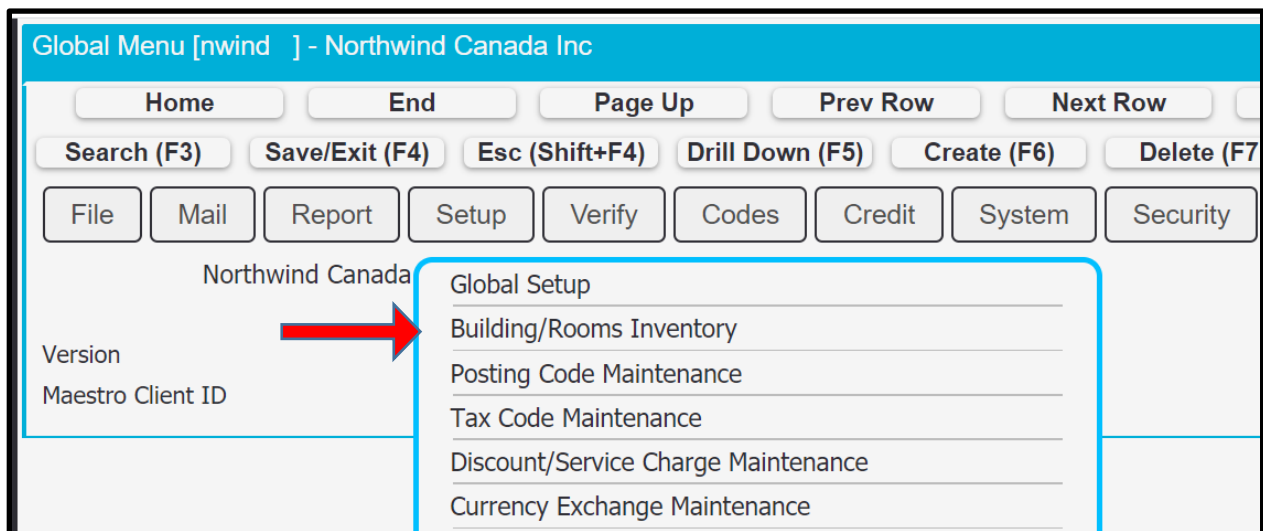 Global Menu [nwind ] - Northwind Canada Inc
Home End Page Up Prev Row Next Row
Search (F3) Save/Exit (F4) Esc (Shift+F4) Drill Down (F5) Create (F6) Delete (F7
File Mail Report Setup Verify Codes Credit System Security
Northwind Canada
Global Setup
Building/Rooms Inventory
Version
Posting Code Maintenance
Maestro Client ID
Tax Code Maintenance
Discount/Service Charge Maintenance
Currency Exchange Maintenance